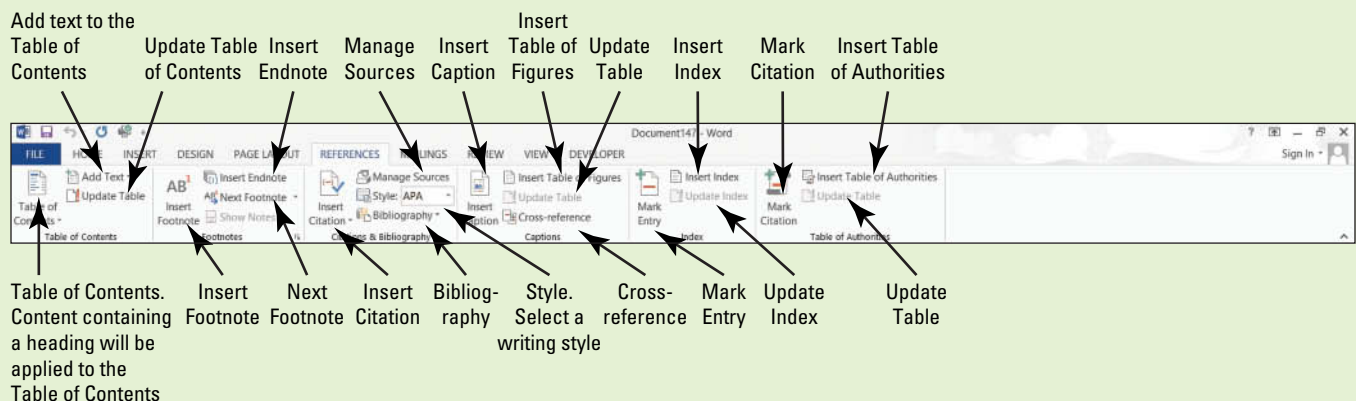 Add text to the Table of Contents
Update Table of Contents
Insert Endnote
Manage Sources
Insert Caption
Insert Table of Figures
Update Table
Insert Index
Mark Citation
Insert Table of Authorities
Document147 - Word
? 
Sign In
FILE HOME INSERT DESIGN PAGE LAYOUT REFERENCES MAILINGS REVIEW VIEW DEVELOPER
Table of Contents
Add Text
Update Table
Table of Contents
AB1
Insert Footnote
Insert Endnote
AB1 Next Footnote
Show Notes
Footnotes
Insert Citation
Manage Sources
Style: APA
Bibliography
Citations & Bibliography
Insert Caption
Insert Table of Figures
Update Table
Cross-reference
Captions
Mark Entry
Insert Index
Update Index
Index
Mark Citation
Insert Table of Authorities
Update Table
Table of Authorities
Table of Contents.
Content containing
a heading will be
applied to the
Table of Contents
Insert
Footnote
Next
Footnote
Insert
Citation
Bibliog-
raphy
Style.
Select a
writing style
Cross-
reference
Mark
Entry
Update
Index
Update
Table